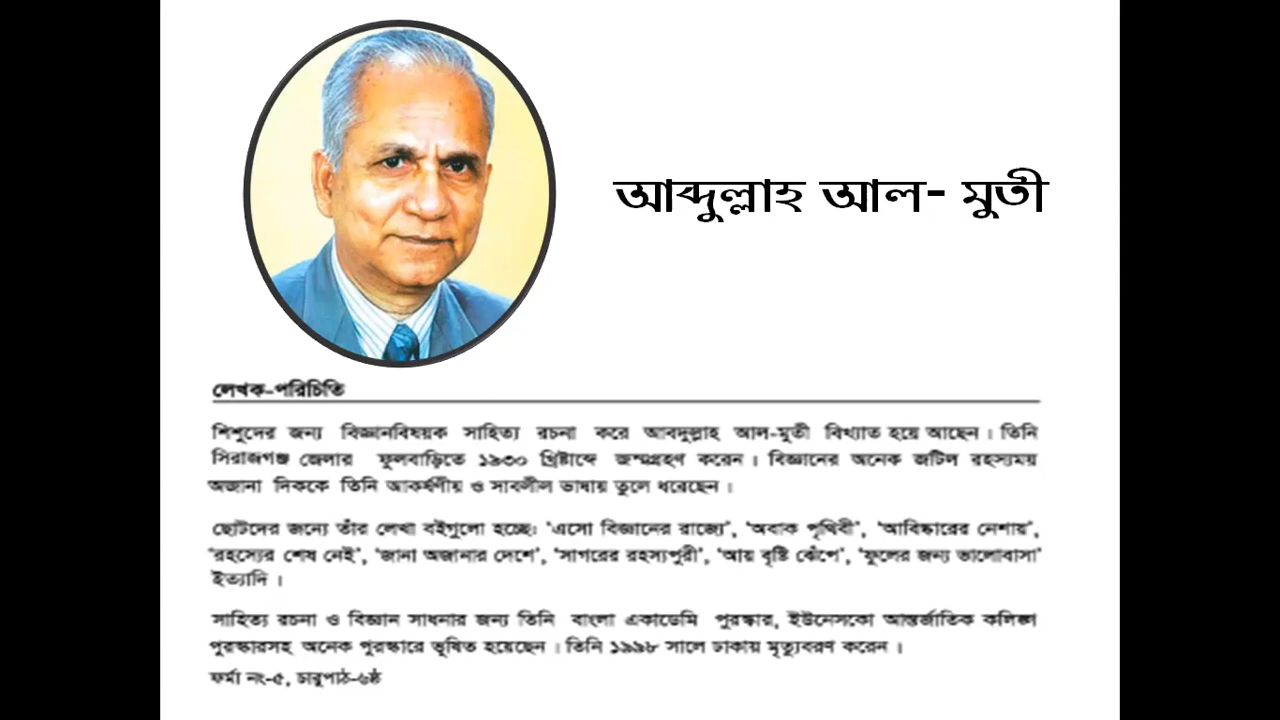 আব্দুল্লাহ আল- মুতী
লেখক-পরিচিতি
শিশুদের জন্য বিজ্ঞানবিষয়ক সাহিত্য রচনা করে আবদুল্লাহ আল-মুতী বিখ্যাত হয়ে আছেন। তিনি
সিরাজগঞ্জ জেলার ফুলবাড়িতে ১৯৩০ খ্রিষ্টাব্দে জন্মগ্রহণ করেন। বিজ্ঞানের অনেক জটিল রহস্যময়
অজানা দিককে তিনি আকর্ষণীয় ও সাবলীল ভাষায় তুলে ধরেছেন।
ছোটদের জন্যে তাঁর লেখা বইগুলো হচ্ছে: ‘এসো বিজ্ঞানের রাজ্যে’, ‘অবাক পৃথিবী’, ‘আবিষ্কারের নেশায়’,
‘রহস্যের শেষ নেই’, ‘জানা অজানার দেশে’, ‘সাগরের রহস্যপুরী’, ‘আয় বৃষ্টি ঝেঁপে’, ‘ফুলের জন্য ভালোবাসা’
ইত্যাদি।
সাহিত্য রচনা ও বিজ্ঞান সাধনার জন্য তিনি বাংলা একাডেমি পুরস্কার, ইউনেসকো আন্তর্জাতিক কলিঙ্গ
পুরস্কারসহ অনেক পুরস্কারে ভূষিত হয়েছেন। তিনি ১৯৯৮ সালে ঢাকায় মৃত্যুবরণ করেন।
ফর্মা নং-৫, চারুপাঠ-৬ষ্ঠ